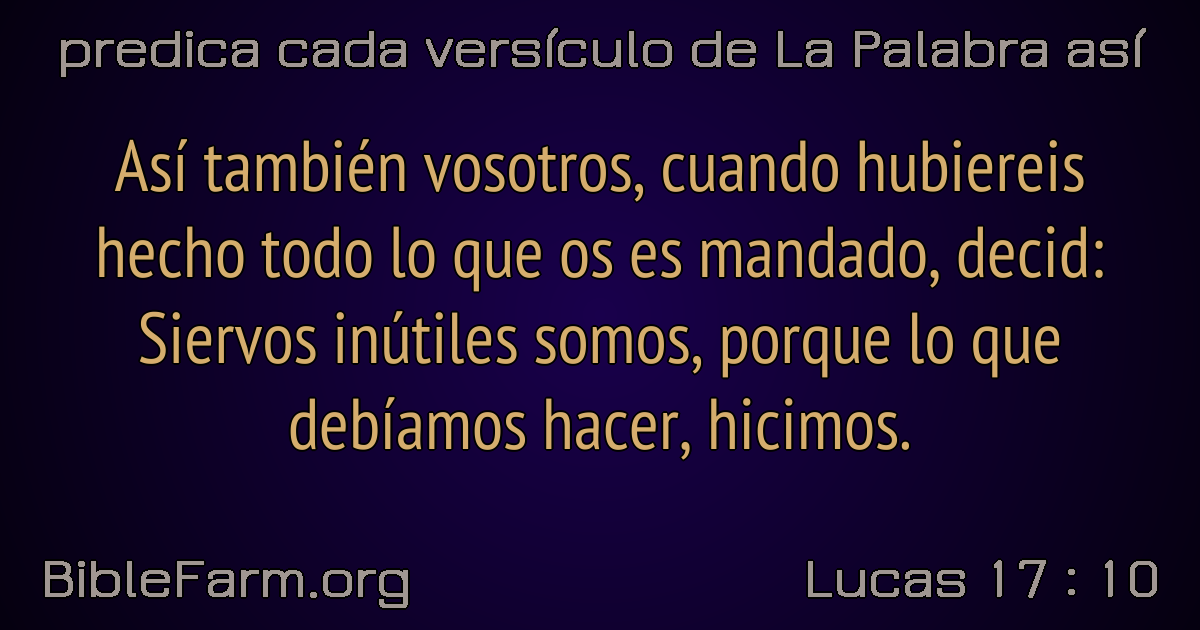 predica cada versículo de La Palabra así
Así también vosotros, cuando hubiereis
hecho todo lo que os es mandado, decid:
Siervos inútiles somos, porque lo que
debíamos hacer, hicimos.
BibleFarm.org
Lucas 17 : 10